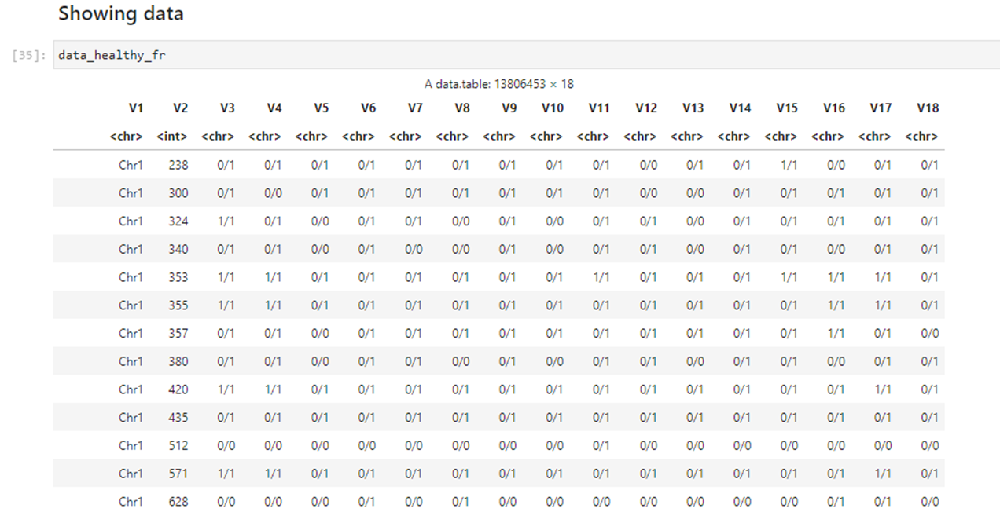 Showing data
[35]: data_healthy_fr
A data.table: 13806453 × 18
V1 V2 V3 V4 V5 V6 V7 V8 V9 V10 V11 V12 V13 V14 V15 V16 V17 V18
<chr> <int> <chr> <chr> <chr> <chr> <chr> <chr> <chr> <chr> <chr> <chr> <chr> <chr> <chr> <chr> <chr> <chr>
Chr1 238 0/1 0/1 0/1 0/1 0/1 0/1 0/1 0/1 0/1 0/0 0/1 0/1 1/1 0/0 0/1 0/1
Chr1 300 0/1 0/0 0/1 0/1 0/1 0/1 0/1 0/1 0/1 0/0 0/0 0/1 0/1 0/1 0/1 0/1
Chr1 324 1/1 0/1 0/0 0/1 0/1 0/0 0/1 0/0 0/1 0/1 0/0 0/1 0/1 0/1 0/1 0/1
Chr1 340 0/1 0/1 0/0 0/1 0/0 0/0 0/1 0/0 0/1 0/1 0/0 0/1 0/1 0/0 0/1 0/1
Chr1 353 1/1 1/1 0/1 0/1 0/1 0/1 0/1 0/1 1/1 0/1 0/1 0/1 1/1 1/1 1/1 0/1
Chr1 355 1/1 1/1 0/1 0/1 0/1 0/1 0/1 0/1 0/1 0/1 0/1 0/1 0/1 1/1 1/1 0/1
Chr1 357 0/1 0/1 0/0 0/1 0/1 0/1 0/1 0/1 0/1 0/1 0/1 0/1 0/1 1/1 0/1 0/0
Chr1 380 0/1 0/1 0/0 0/1 0/1 0/0 0/1 0/0 0/1 0/1 0/0 0/1 0/1 0/0 0/1 0/1
Chr1 420 1/1 1/1 0/1 0/1 0/1 0/1 0/1 0/1 0/1 0/1 0/1 0/1 0/1 0/1 1/1 0/1
Chr1 435 0/1 0/1 0/1 0/1 0/1 0/1 0/1 0/1 0/1 0/1 0/1 0/1 0/1 0/1 0/1 0/1
Chr1 512 0/0 0/0 0/0 0/0 0/0 0/0 0/0 0/0 0/1 0/0 0/0 0/0 0/0 0/0 0/0 0/0
Chr1 571 1/1 1/1 0/1 0/1 0/1 0/1 0/1 0/1 0/1 0/1 0/1 0/1 0/1 0/1 1/1 0/1
Chr1 628 0/0 0/0 0/0 0/1 0/0 0/1 0/0 0/0 0/0 0/0 0/0 0/0 0/0 0/1 0/1 0/0